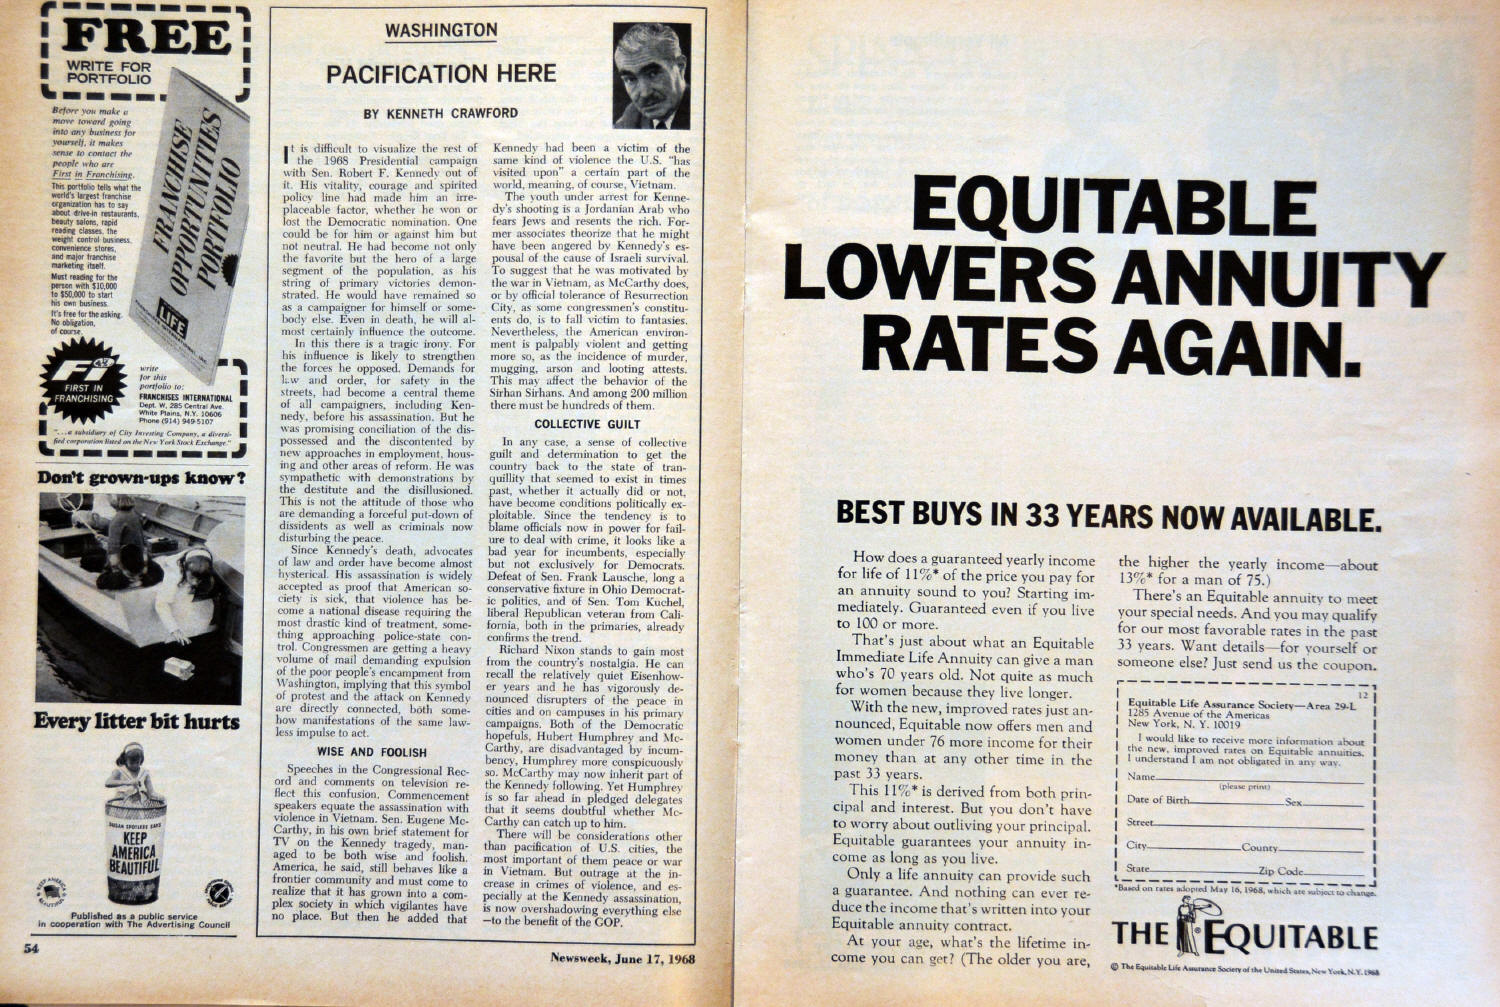 FREE
WRITE FOR
PORTFOLIO
Before you make a
move toward going
into any business for
yourself, it makes
sense to contact the
people who are
First in Franchising.
This portfolio tells what the
world's largest franchise
organization has to say
about drive-in restaurants,
beauty salons, rapid
reading classes, the
weight control business,
convenience stores,
and major franchise
marketing itself.
Must reading for the
person with $10,000
to $50,000 to start
his own business.
It's free for the asking.
No obligation,
of course.
FRANCHISE
OPPORTUNITIES
PORTFOLIO
LIFE
Fi
FIRST IN
FRANCHISING
write
for this
portfolio to:
FRANCHISES INTERNATIONAL
Dept. W, 285 Central Ave.
White Plains, N.Y. 10606
Phone (914) 949-5107
"...a subsidiary of City Investing Company, a diversi-
fied corporation listed on the New York Stock Exchange."
Don't grown-ups know?
Every litter bit hurts
SUSAN SPOTLESS SAYS
KEEP
AMERICA
BEAUTIFUL
KEEP AMERICA
BEAUTIFUL
Published as a public service
in cooperation with The Advertising Council
54
WASHINGTON
PACIFICATION HERE
BY KENNETH CRAWFORD
It is difficult to visualize the rest of
the 1968 Presidential campaign
with Sen. Robert F. Kennedy out of
it. His vitality, courage and spirited
policy line had made him an irre-
placeable factor, whether he won or
lost the Democratic nomination. One
could be for him or against him but
not neutral. He had become not only
the favorite but the hero of a large
segment of the population, as his
string of primary victories demon-
strated. He would have remained so
as a campaigner for himself or some-
body else. Even in death, he will al-
most certainly influence the outcome.
In this there is a tragic irony. For
his influence is likely to strengthen
the forces he opposed. Demands for
law and order, for safety in the
streets, had become a central theme
of all campaigners, including Ken-
nedy, before his assassination. But he
was promising conciliation of the dis-
possessed and the discontented by
new approaches in employment, hous-
ing and other areas of reform. He was
sympathetic with demonstrations by
the destitute and the disillusioned.
This is not the attitude of those who
are demanding a forceful put-down of
dissidents as well as criminals now
disturbing the peace.
Since Kennedy's death, advocates
of law and order have become almost
hysterical. His assassination is widely
accepted as proof that American so-
ciety is sick, that violence has be-
come a national disease requiring the
most drastic kind of treatment, some-
thing approaching police-state con-
trol. Congressmen are getting a heavy
volume of mail demanding expulsion
of the poor people's encampment from
Washington, implying that this symbol
of protest and the attack on Kennedy
are directly connected, both some-
how manifestations of the same law-
less impulse to act.
WISE AND FOOLISH
Speeches in the Congressional Rec-
ord and comments on television re-
flect this confusion. Commencement
speakers equate the assassination with
violence in Vietnam. Sen. Eugene Mc-
Carthy, in his own brief statement for
TV on the Kennedy tragedy, man-
aged to be both wise and foolish.
America, he said, still behaves like a
frontier community and must come to
realize that it has grown into a com-
plex society in which vigilantes have
no place. But then he added that
Kennedy had been a victim of the
same kind of violence the U.S. "has
visited upon" a certain part of the
world, meaning, of course, Vietnam.
The youth under arrest for Kenne-
dy's shooting is a Jordanian Arab who
fears Jews and resents the rich. For-
mer associates theorize that he might
have been angered by Kennedy's es-
pousal of the cause of Israeli survival.
To suggest that he was motivated by
the war in Vietnam, as McCarthy does,
or by official tolerance of Resurrection
City, as some congressmen's constitu-
ents do, is to fall victim to fantasies.
Nevertheless, the American environ-
ment is palpably violent and getting
more so, as the incidence of murder,
mugging, arson and looting attests.
This may affect the behavior of the
Sirhan Sirhans. And among 200 million
there must be hundreds of them.
COLLECTIVE GUILT
In any case, a sense of collective
guilt and determination to get the
country back to the state of tran-
quillity that seemed to exist in times
past, whether it actually did or not,
have become conditions politically ex-
ploitable. Since the tendency is to
blame officials now in power for fail-
ure to deal with crime, it looks like a
bad year for incumbents, especially
but not exclusively for Democrats.
Defeat of Sen. Frank Lausche, long a
conservative fixture in Ohio Democrat-
ic politics, and of Sen. Tom Kuchel,
liberal Republican veteran from Cali-
fornia, both in the primaries, already
confirms the trend.
Richard Nixon stands to gain most
from the country's nostalgia. He can
recall the relatively quiet Eisenhow-
er years and he has vigorously de-
nounced disrupters of the peace in
cities and on campuses in his primary
campaigns. Both of the Democratic
hopefuls, Hubert Humphrey and Mc-
Carthy, are disadvantaged by incum-
bency, Humphrey more conspicuously
so. McCarthy may now inherit part of
the Kennedy following. Yet Humphrey
is so far ahead in pledged delegates
that it seems doubtful whether Mc-
Carthy can catch up to him.
There will be considerations other
than pacification of U.S. cities, the
most important of them peace or war
in Vietnam. But outrage at the in-
crease in crimes of violence, and es-
pecially at the Kennedy assassination,
is now overshadowing everything else
—to the benefit of the GOP.
Newsweek, June 17, 1968
EQUITABLE
LOWERS ANNUITY
RATES AGAIN.
BEST BUYS IN 33 YEARS NOW AVAILABLE.
How does a guaranteed yearly income
for life of 11%* of the price you pay for
an annuity sound to you? Starting im-
mediately. Guaranteed even if you live
to 100 or more.
That's just about what an Equitable
Immediate Life Annuity can give a man
who's 70 years old. Not quite as much
for women because they live longer.
With the new, improved rates just an-
nounced, Equitable now offers men and
women under 76 more income for their
money than at any other time in the
past 33 years.
This 11%* is derived from both prin-
cipal and interest. But you don't have
to worry about outliving your principal.
Equitable guarantees your annuity in-
come as long as you live.
Only a life annuity can provide such
a guarantee. And nothing can ever re-
duce the income that's written into your
Equitable annuity contract.
At your age, what's the lifetime in-
come you can get? (The older you are,
the higher the yearly income—about
13%* for a man of 75.)
There's an Equitable annuity to meet
your special needs. And you may qualify
for our most favorable rates in the past
33 years. Want details—for yourself or
someone else? Just send us the coupon.
12
Equitable Life Assurance Society—Area 29-L
1285 Avenue of the Americas
New York, N. Y. 10019
I would like to receive more information about
the new, improved rates on Equitable annuities.
I understand I am not obligated in any way.
Name
(please print)
Date of Birth Sex
Street
City County
State Zip Code
*Based on rates adopted May 16, 1968, which are subject to change.
THE EQUITABLE
© The Equitable Life Assurance Society of the United States, New York, N.Y. 1968